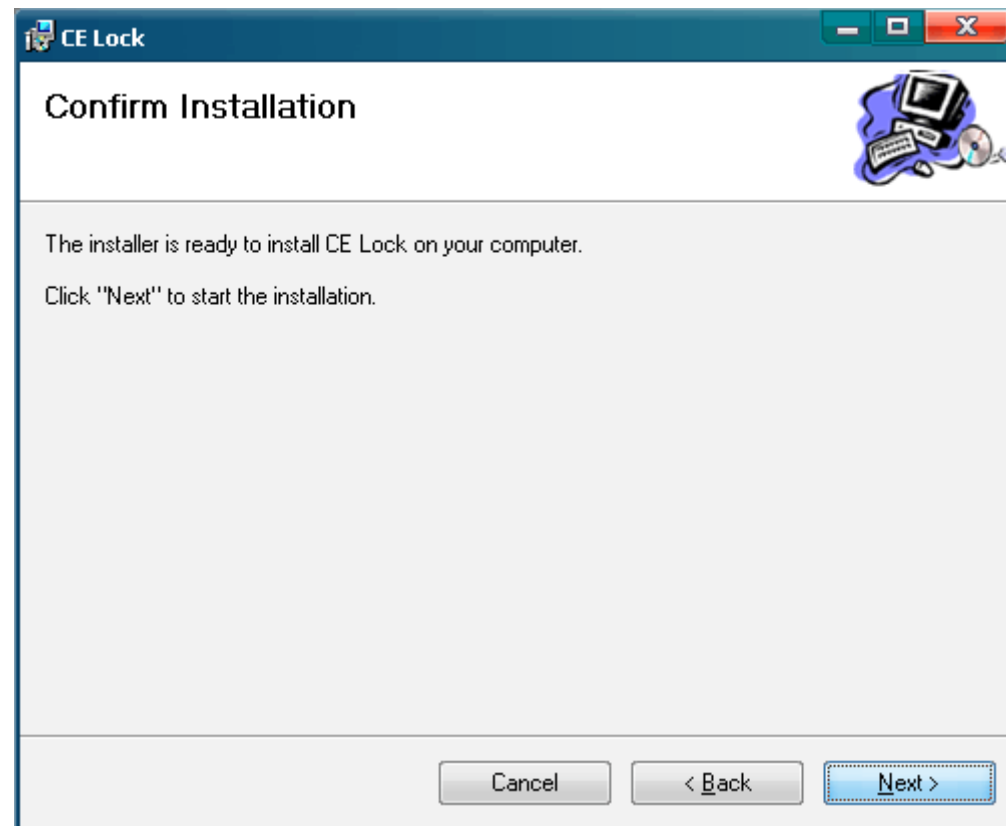 CE Lock
Confirm Installation
The installer is ready to install CE Lock on your computer.
Click "Next" to start the installation.
Cancel
< Back
Next >